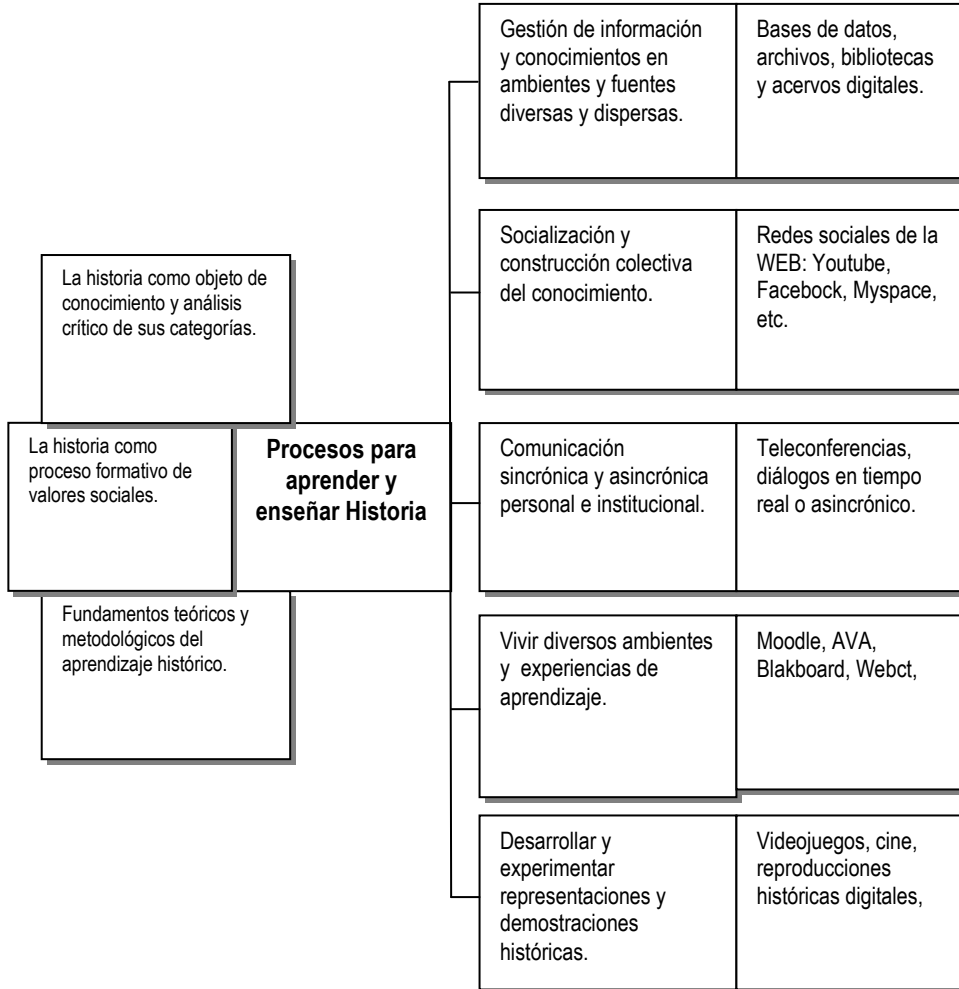 La historia como objeto de
conocimiento y análisis
crítico de sus categorías.
La historia como
proceso formativo de
valores sociales.
Fundamentos teóricos y
metodológicos del
aprendizaje histórico.
Procesos para
aprender y
enseñar Historia
Gestión de información
y conocimientos en
ambientes y fuentes
diversas y dispersas.
Bases de datos,
archivos, bibliotecas
y acervos digitales.
Socialización y
construcción colectiva
del conocimiento.
Redes sociales de la
WEB: Youtube,
Facebock, Myspace,
etc.
Comunicación
sincrónica y asincrónica
personal e institucional.
Teleconferencias,
diálogos en tiempo
real o asincrónico.
Vivir diversos ambientes
y experiencias de
aprendizaje.
Moodle, AVA,
Blakboard, Webct,
Desarrollar y
experimentar
representaciones y
demostraciones
históricas.
Videojuegos, cine,
reproducciones
históricas digitales,